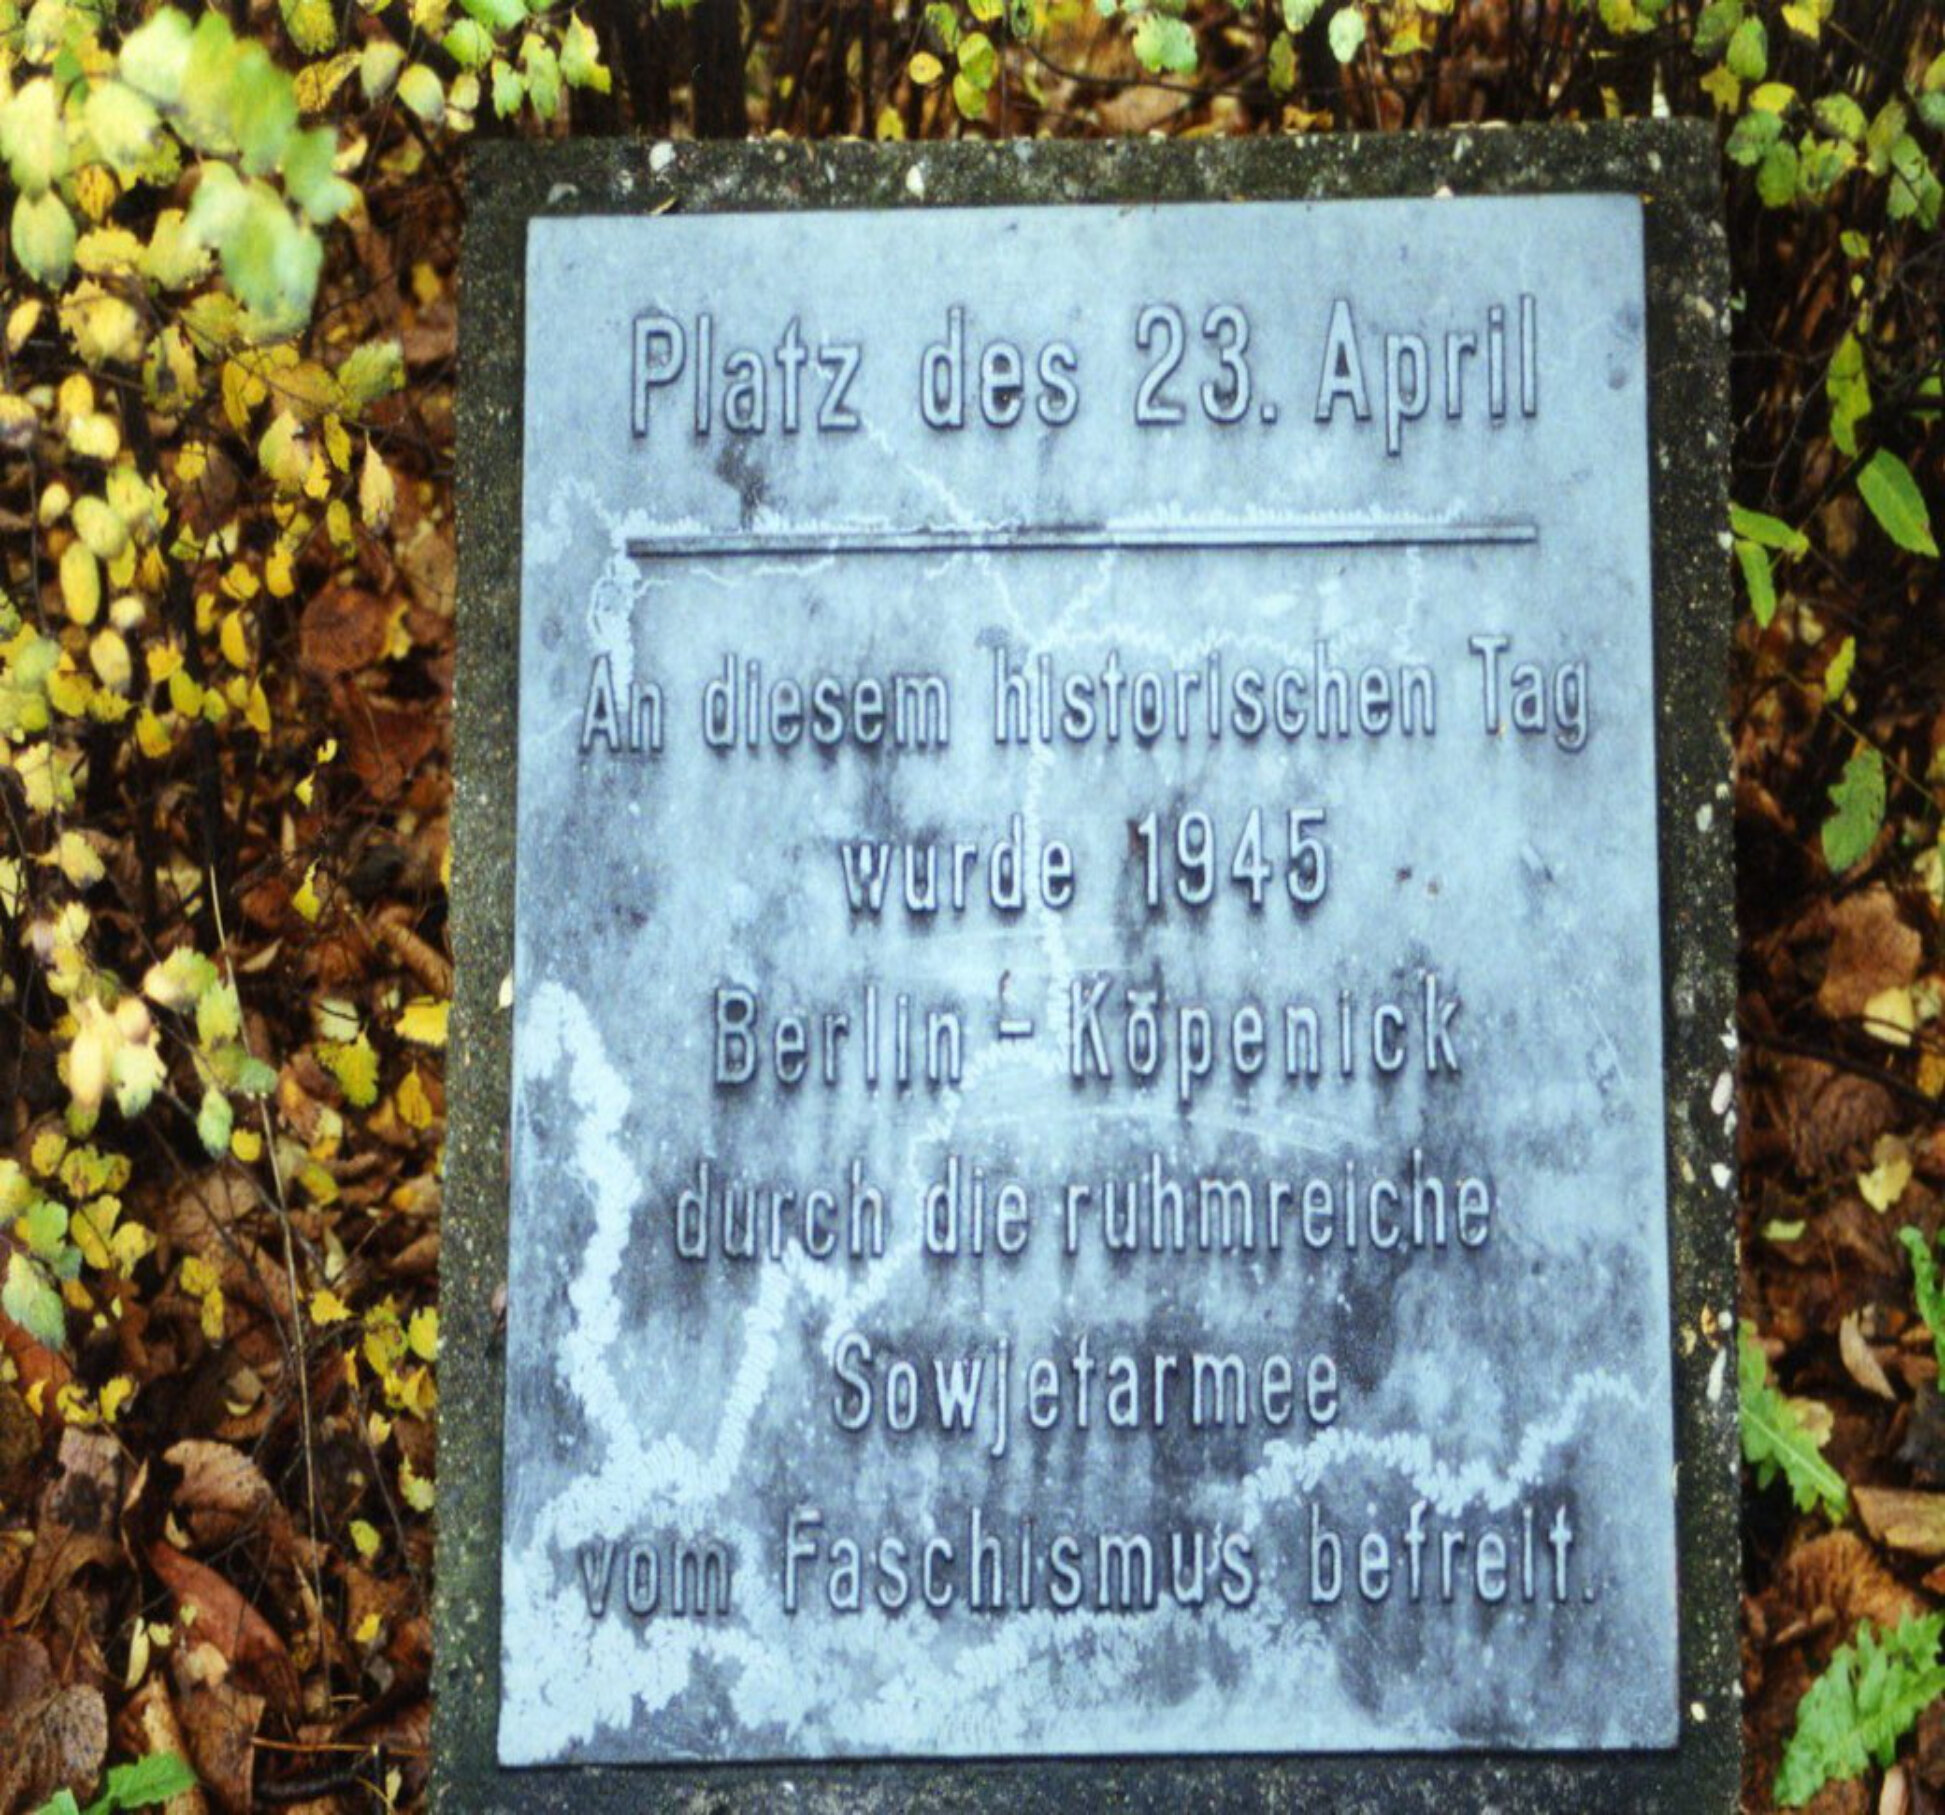 Platz des 23. April
An diesem historischen Tag
wurde 1945
Berlin - Köpenick
durch die ruhmreiche
Sowjetarmee
vom Faschismus befreit.